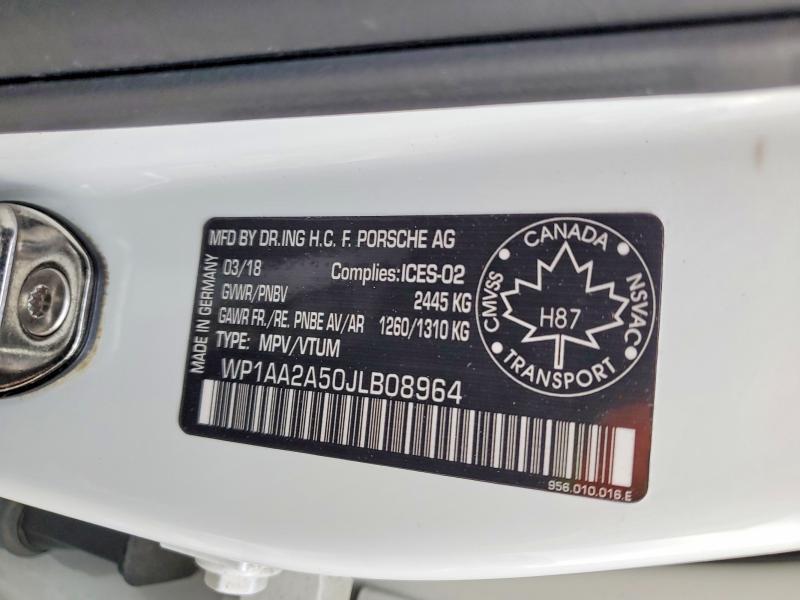 MFD BY DR.ING H.C. F. PORSCHE AG
03/18 Complies:ICES-02
GVWR/PNBV 2445 KG
GAWR FR./RE. PNBE AV/AR 1260/1310 KG
TYPE: MPV/VTUM
MADE IN GERMANY
WP1AA2A50JLB08964
CANADA
CMVSS
NSVAC
H87
TRANSPORT
956.010.016.E